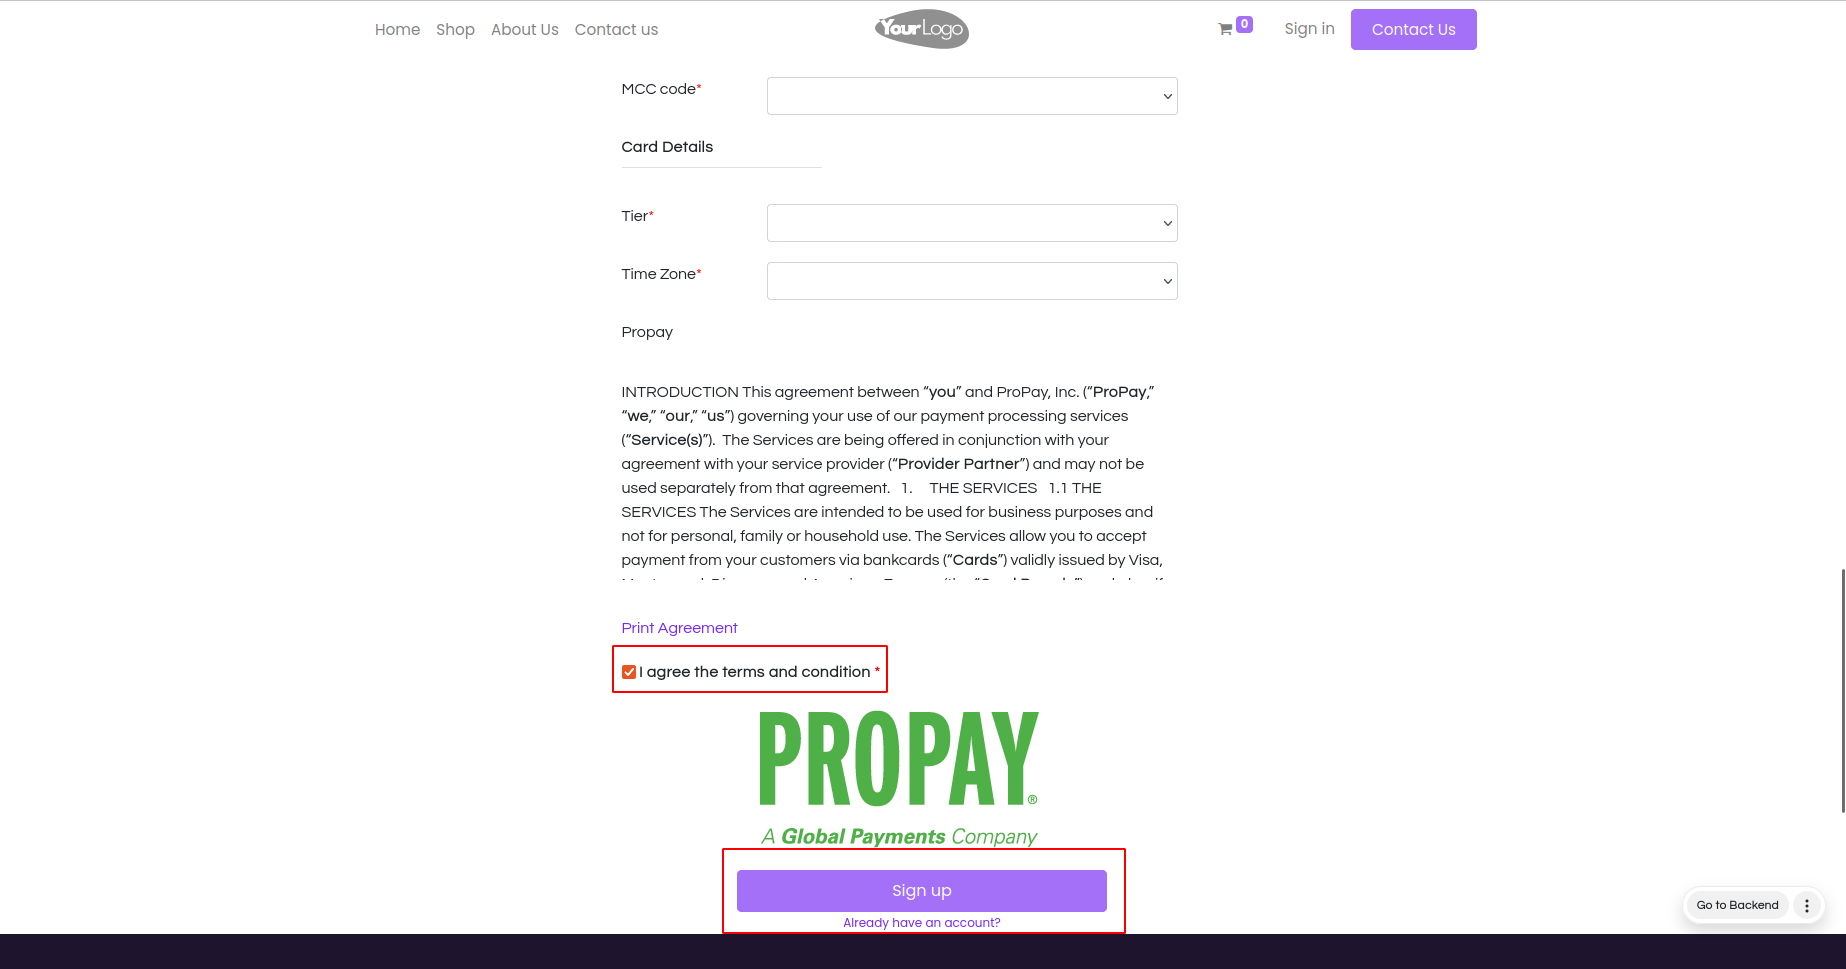 Home Shop About Us Contact us YourLogo 0 Sign in Contact Us
MCC code*
Card Details
Tier*
Time Zone*
Propay
INTRODUCTION This agreement between “you” and ProPay, Inc. (“ProPay,”
“we,” “our,” “us”) governing your use of our payment processing services
(“Service(s)”).  The Services are being offered in conjunction with your
agreement with your service provider (“Provider Partner”) and may not be
used separately from that agreement.   1.    THE SERVICES   1.1 THE
SERVICES The Services are intended to be used for business purposes and
not for personal, family or household use. The Services allow you to accept
payment from your customers via bankcards (“Cards”) validly issued by Visa,
Print Agreement
I agree the terms and condition *
PROPAY®
A Global Payments Company
Sign up
Already have an account?
Go to Backend